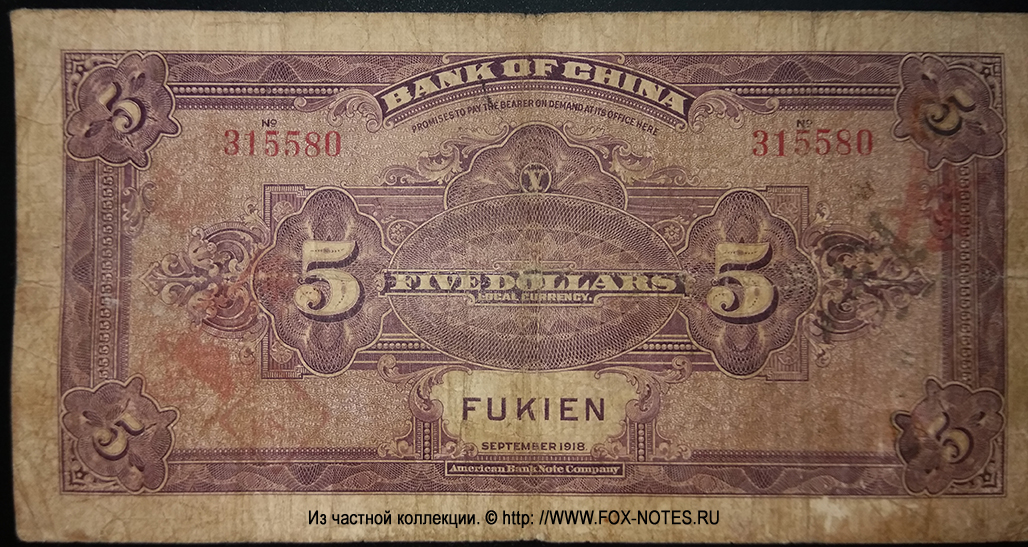 BANK OF CHINA
PROMISES TO PAY THE BEARER ON DEMAND AT ITS OFFICE HERE
5 5
No 315580 No 315580
V
5 FIVE DOLLARS 5
LOCAL CURRENCY.
FUKIEN
5 5
SEPTEMBER 1918
American Bank Note Company
Из частной коллекции. © http: //WWW.FOX-NOTES.RU